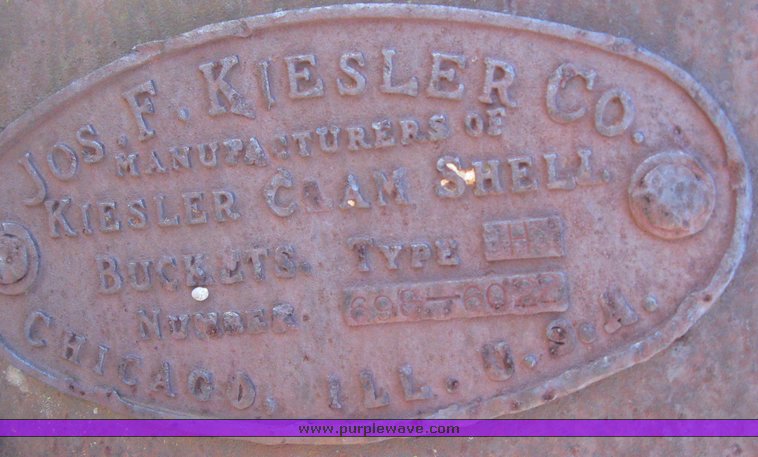 JOS. F. KIESLER CO.
MANUFACTURERS OF
KIESLER CLAM SHELL.
BUCKETS. TYPE
NUMBER
CHICAGO, ILL. U.S.A.
www.purplewave.com